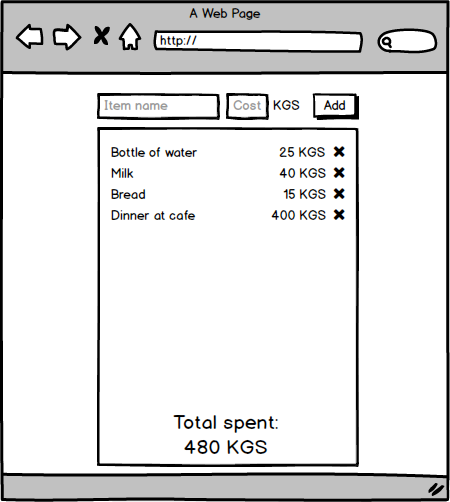 A Web Page
http://
Item name Cost KGS Add
Bottle of water 25 KGS
Milk 40 KGS
Bread 15 KGS
Dinner at cafe 400 KGS
Total spent:
480 KGS